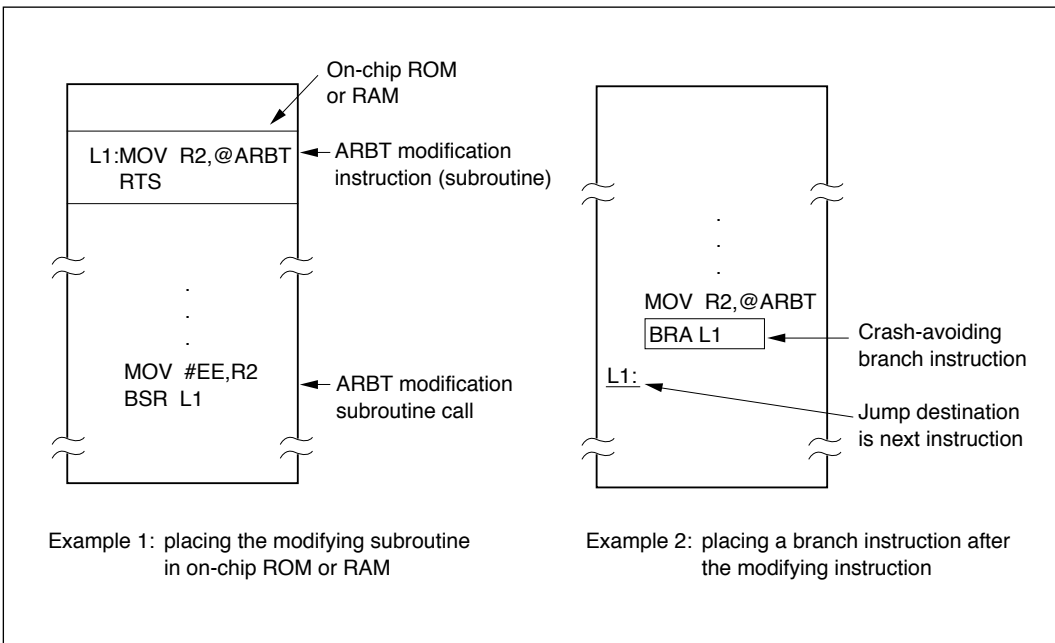 On-chip ROM
or RAM
L1:MOV R2,@ARBT
RTS
ARBT modification
instruction (subroutine)
.
.
.
MOV #EE,R2
BSR L1
ARBT modification
subroutine call
Example 1: placing the modifying subroutine
in on-chip ROM or RAM
.
.
.
MOV R2,@ARBT
BRA L1
Crash-avoiding
branch instruction
L1:
Jump destination
is next instruction
Example 2: placing a branch instruction after
the modifying instruction